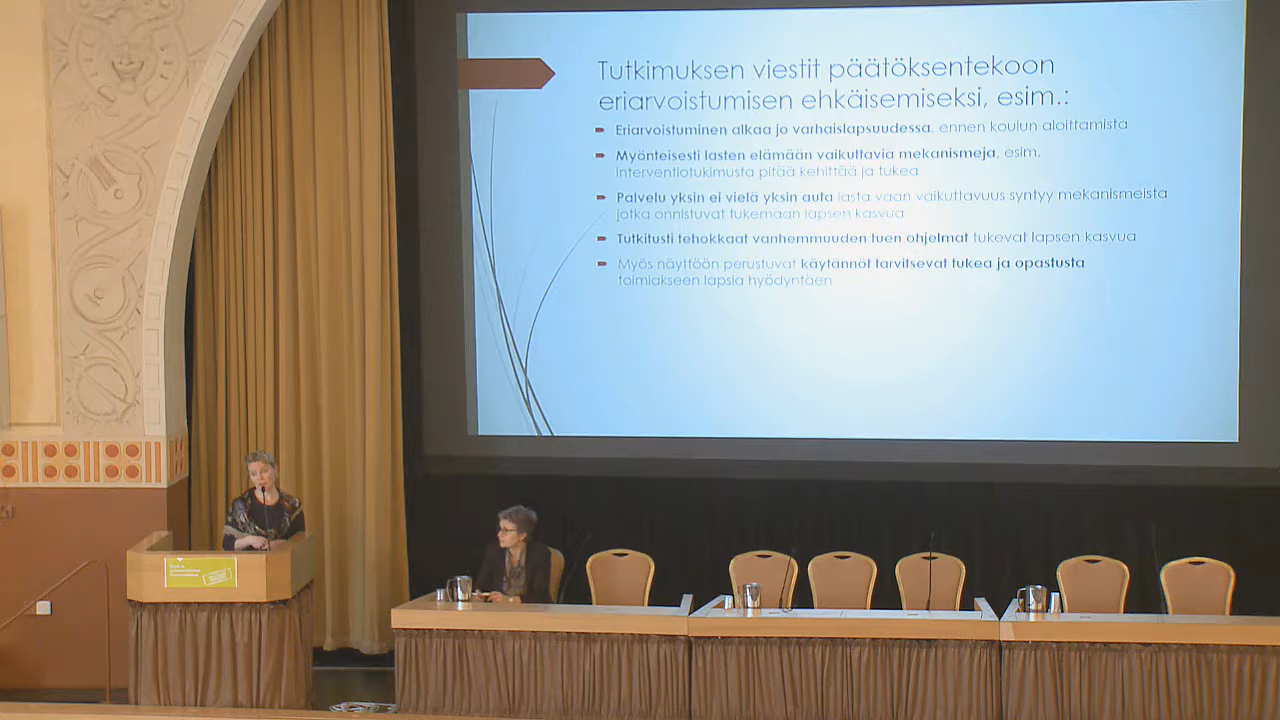 Tutkimuksen viestit päätöksentekoon
eriarvoistumisen ehkäisemiseksi, esim.:
Eriarvoistuminen alkaa jo varhaislapsuudessa, ennen koulun aloittamista
Myönteisesti lasten elämään vaikuttavia mekanismeja, esim.
interventiotukimusta pitää kehittää ja tukea
Palvelu yksin ei vielä yksin auta lasta vaan vaikuttavuus syntyy mekanismeista
jotka onnistuvat tukemaan lapsen kasvua
Tutkitusti tehokkaat vanhemmuuden tuen ohjelmat tukevat lapsen kasvua
Myös näyttöön perustuvat käytännöt tarvitsevat tukea ja opastusta
toimiakseen lapsia hyödyntäen